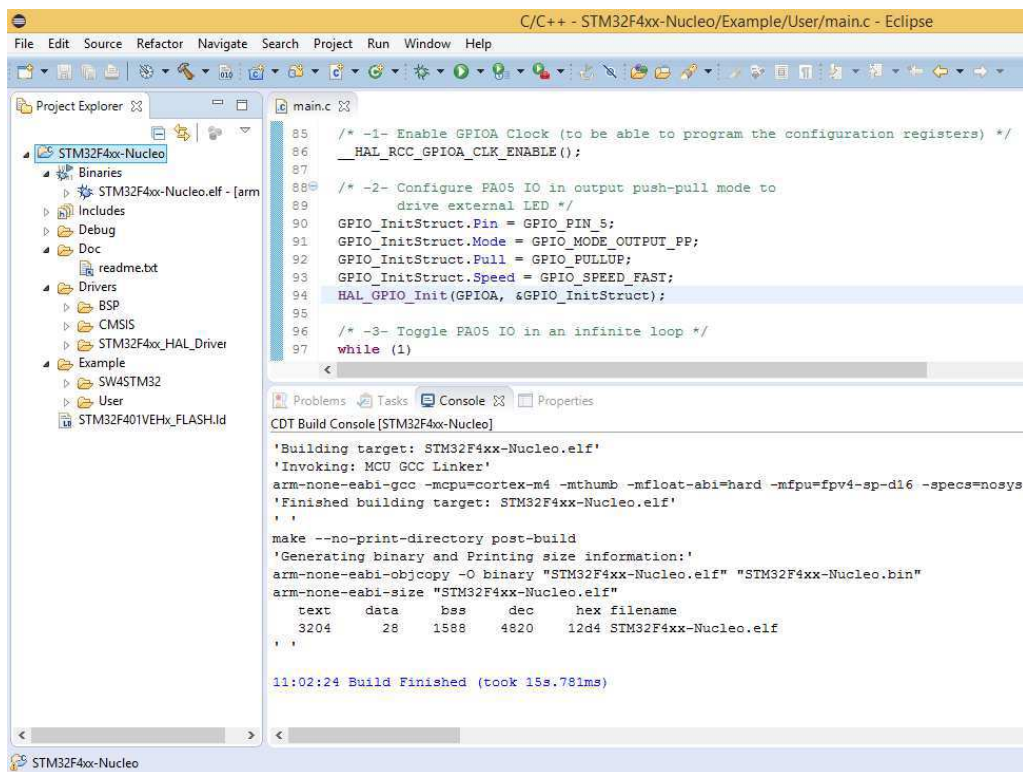 C/C++ - STM32F4xx-Nucleo/Example/User/main.c - Eclipse
File Edit Source Refactor Navigate Search Project Run Window Help
Project Explorer
STM32F4xx-Nucleo
Binaries
STM32F4xx-Nucleo.elf - [arm
Includes
Debug
Doc
readme.txt
Drivers
BSP
CMSIS
STM32F4xx_HAL_Driver
Example
SW4STM32
User
STM32F401VEHx_FLASH.ld
main.c
85 /* -1- Enable GPIOA Clock (to be able to program the configuration registers) */
86 __HAL_RCC_GPIOA_CLK_ENABLE();
87
88 /* -2- Configure PA05 IO in output push-pull mode to
89 drive external LED */
90 GPIO_InitStruct.Pin = GPIO_PIN_5;
91 GPIO_InitStruct.Mode = GPIO_MODE_OUTPUT_PP;
92 GPIO_InitStruct.Pull = GPIO_PULLUP;
93 GPIO_InitStruct.Speed = GPIO_SPEED_FAST;
94 HAL_GPIO_Init(GPIOA, &GPIO_InitStruct);
95
96 /* -3- Toggle PA05 IO in an infinite loop */
97 while (1)
Problems Tasks Console Properties
CDT Build Console [STM32F4xx-Nucleo]
'Building target: STM32F4xx-Nucleo.elf'
'Invoking: MCU GCC Linker'
arm-none-eabi-gcc -mcpu=cortex-m4 -mthumb -mfloat-abi=hard -mfpu=fpv4-sp-d16 -specs=nosys
'Finished building target: STM32F4xx-Nucleo.elf'
' '
make --no-print-directory post-build
'Generating binary and Printing size information:'
arm-none-eabi-objcopy -O binary "STM32F4xx-Nucleo.elf" "STM32F4xx-Nucleo.bin"
arm-none-eabi-size "STM32F4xx-Nucleo.elf"
text data bss dec hex filename
3204 28 1588 4820 12d4 STM32F4xx-Nucleo.elf
' '
11:02:24 Build Finished (took 15s.781ms)
STM32F4xx-Nucleo